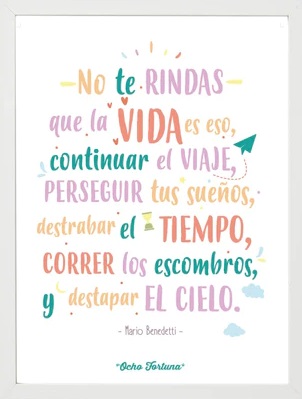 NO te RINDAS
que la VIDA es eso,
continuar el VIAJE,
PERSEGUIR tus sueños,
destrabar el TIEMPO,
CORRER los escombros,
y destapar EL CIELO.
- Mario Benedetti -
"Ocho Fortuna"